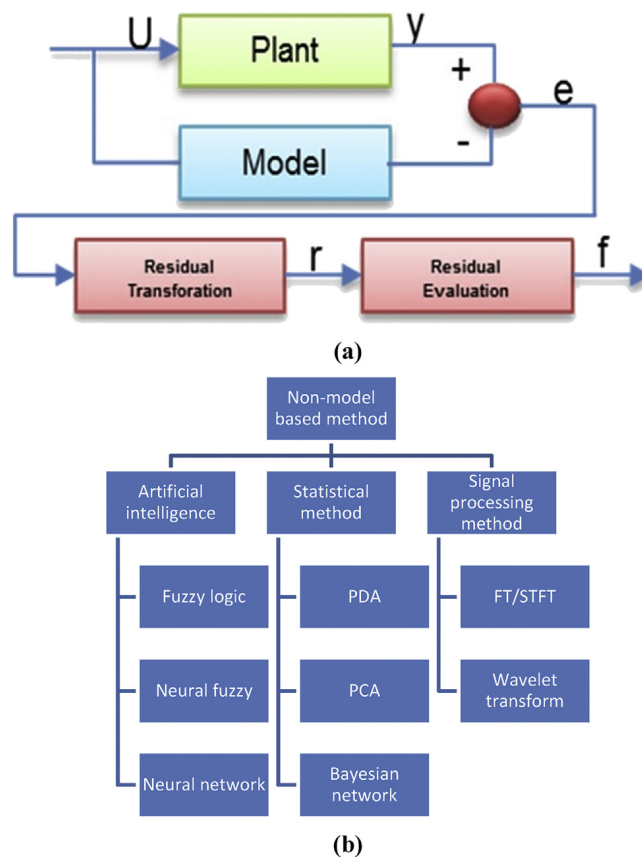 U
Plant
y
+
e
-
Model
Residual
Transforation
r
Residual
Evaluation
f
(a)
Non-model
based method
Artificial
intelligence
Statistical
method
Signal
processing
method
Fuzzy logic
PDA
FT/STFT
Neural fuzzy
PCA
Wavelet
transform
Neural network
Bayesian
network
(b)